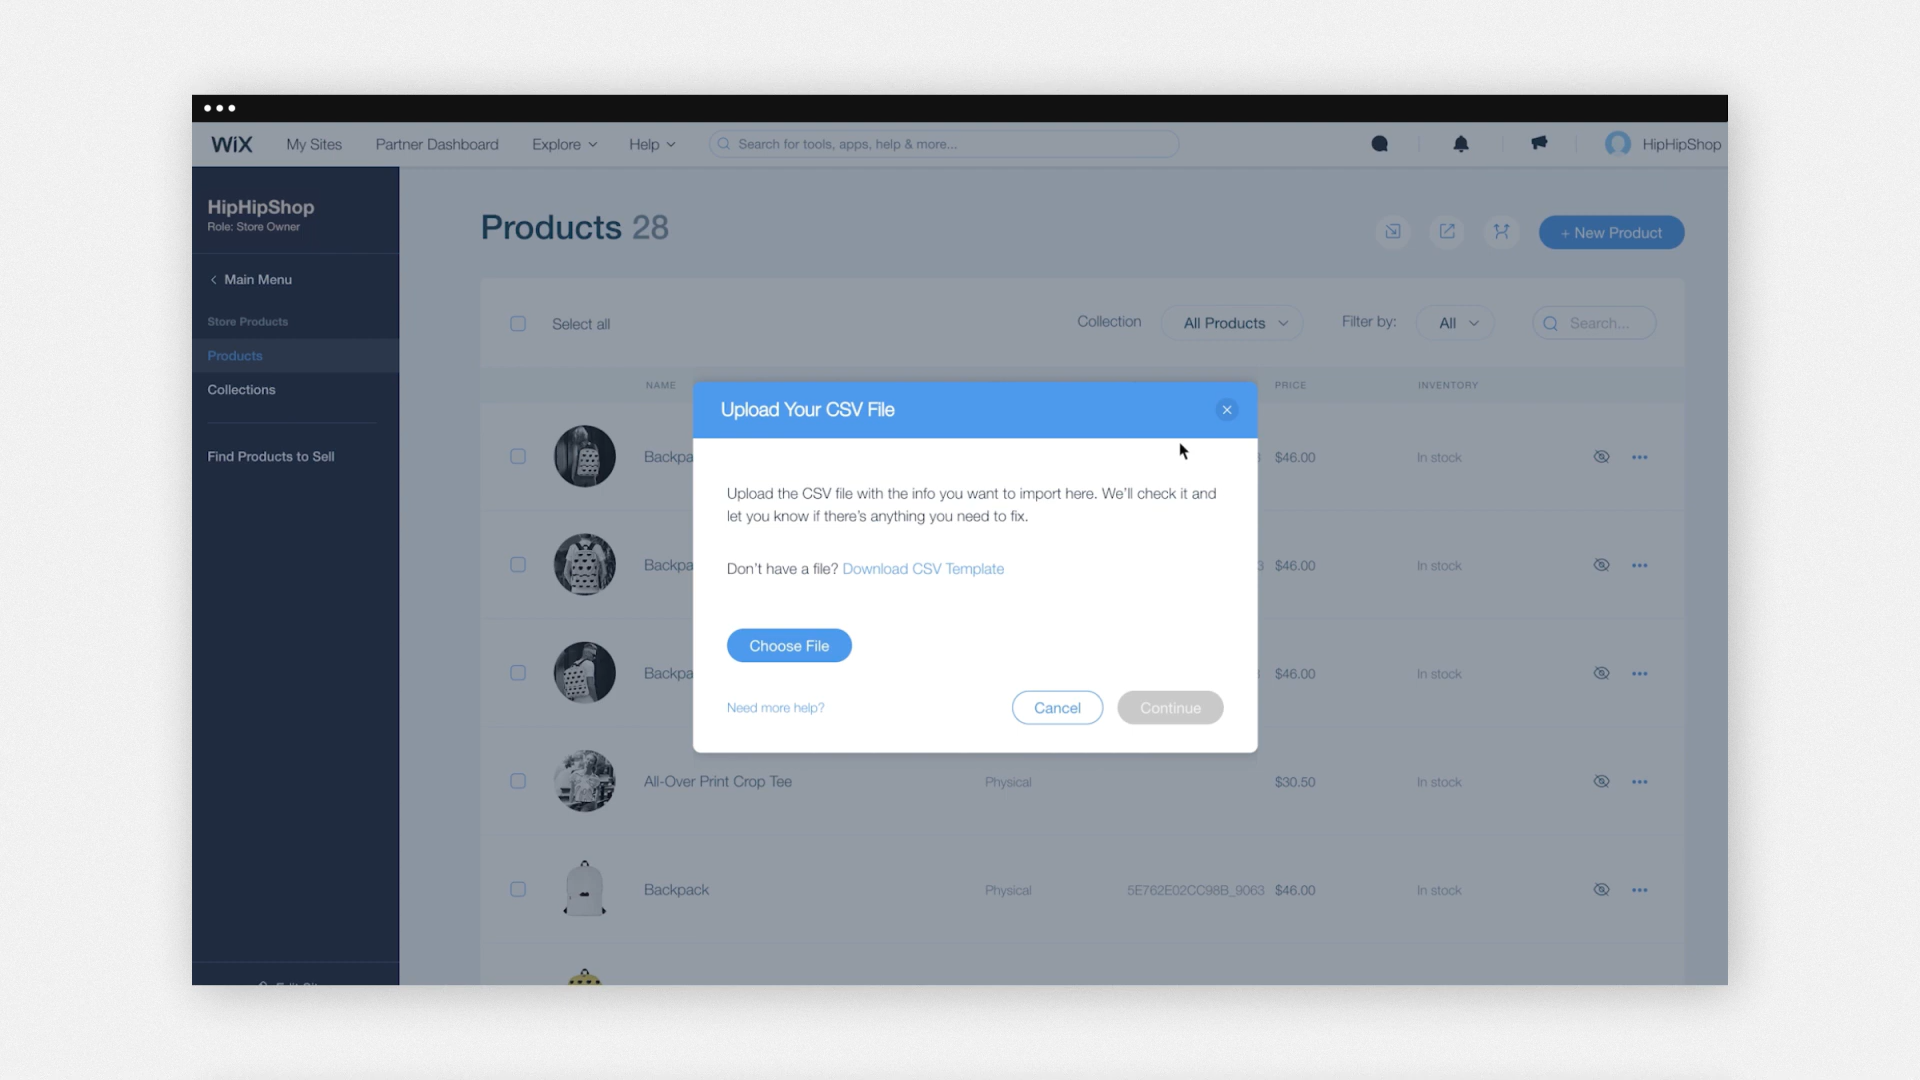 WiX
My Sites
Partner Dashboard
Explore
Help
Search for tools, apps, help & more...
HipHipShop
HipHipShop
Role: Store Owner
Main Menu
Store Products
Products
Collections
Find Products to Sell
Products 28
+ New Product
Select all
Collection
All Products
Filter by:
All
Search...
NAME
PRICE
INVENTORY
Upload Your CSV File
Upload the CSV file with the info you want to import here. We'll check it and
let you know if there's anything you need to fix.
Don't have a file? Download CSV Template
Choose File
Need more help?
Cancel
Continue
Backpa
$46.00
In stock
Backpa
3 $46.00
In stock
Backpa
$46.00
In stock
All-Over Print Crop Tee
Physical
$30.50
In stock
Backpack
Physical
5E762E02CC98B_9063
$46.00
In stock